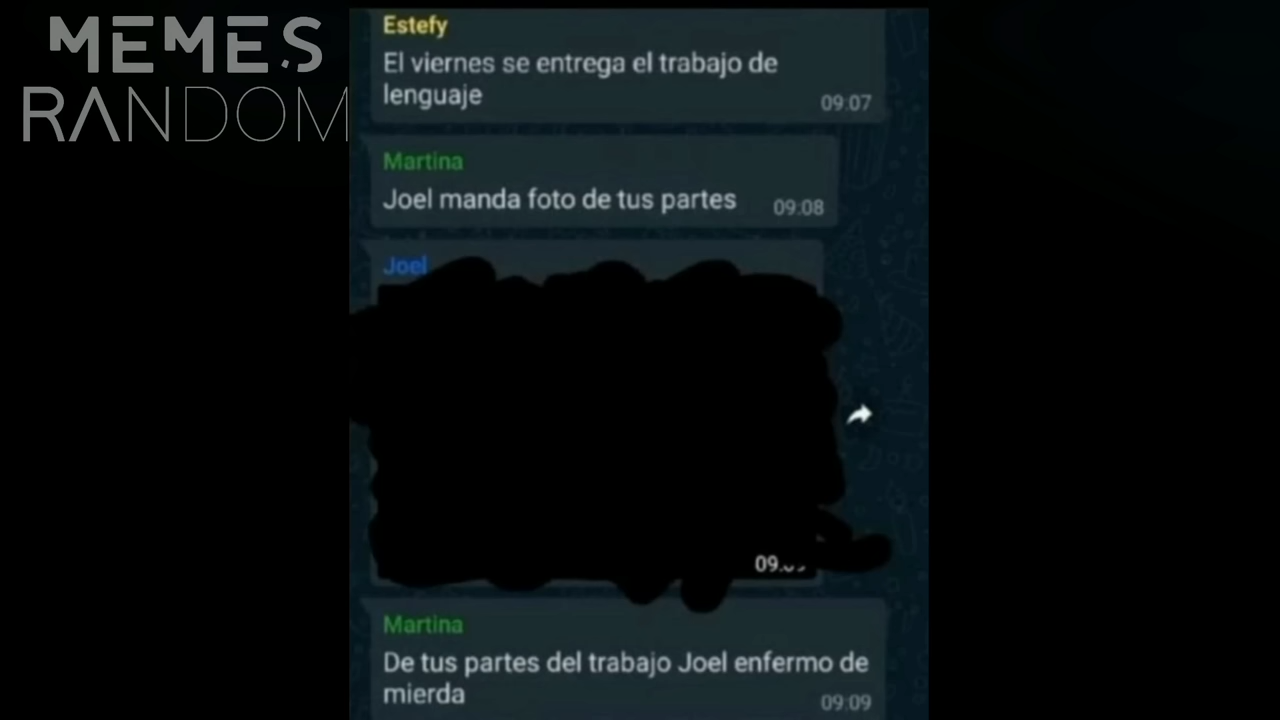 MEMES
RANDOM
Estefy
El viernes se entrega el trabajo de
lenguaje
09:07
Martina
Joel manda foto de tus partes
09:08
Joel
Martina
De tus partes del trabajo Joel enfermo de
mierda
09:09